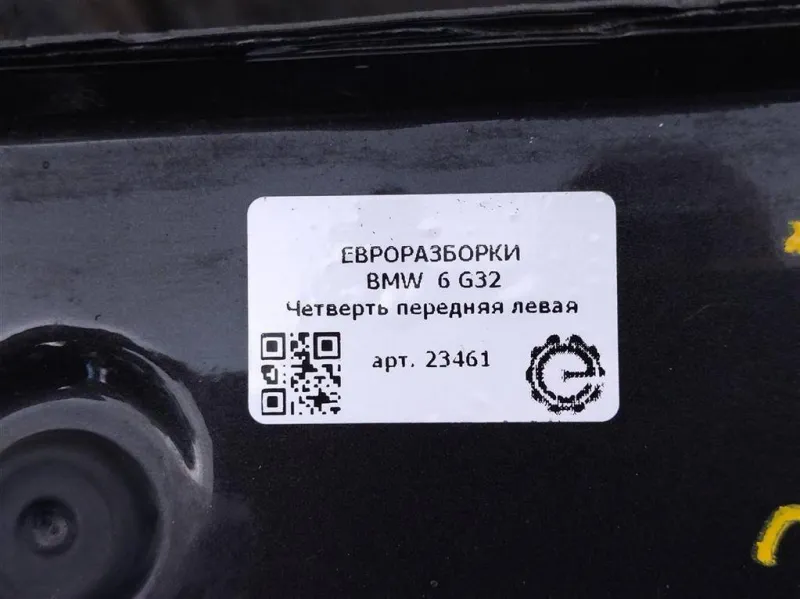 ЕВРОРАЗБОРКИ
BMW 6 G32
Четверть передняя левая
арт. 23461